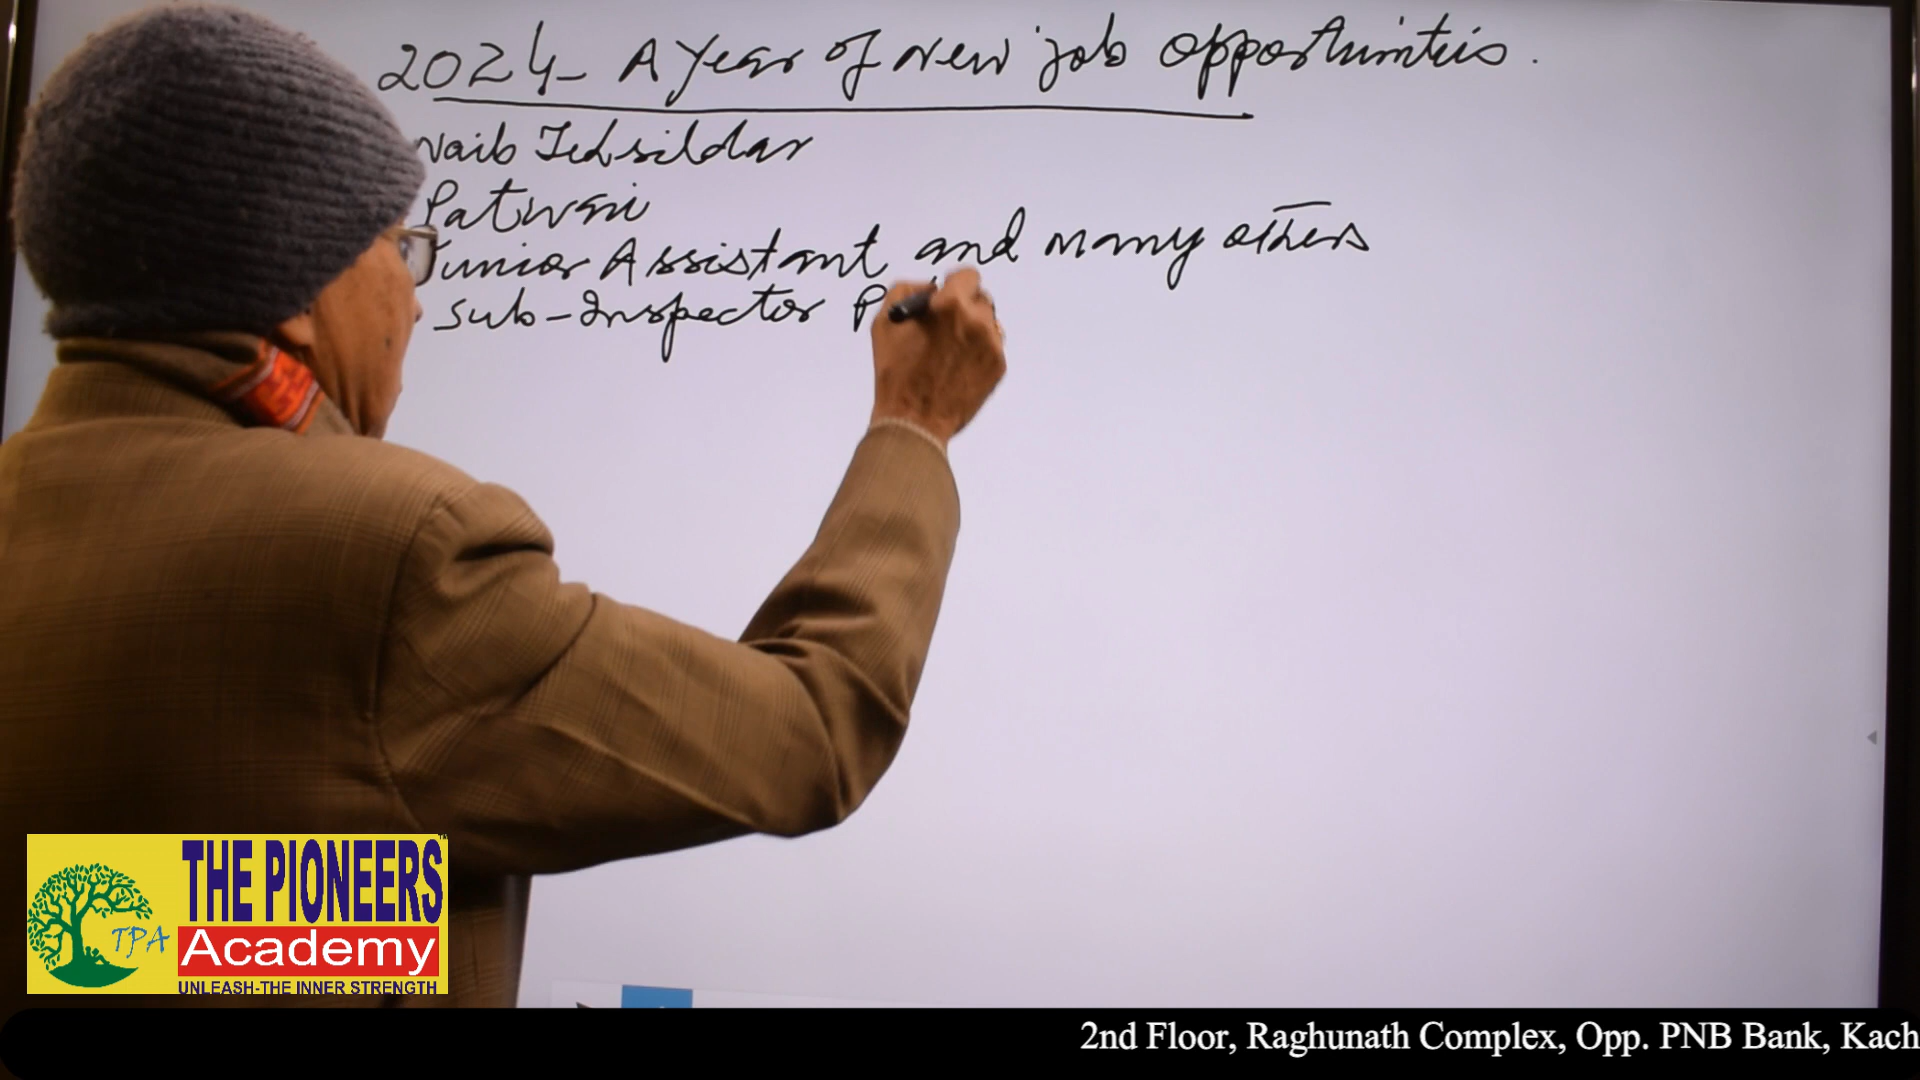 2024- A Year of New job opportunities.
Naib Tehsildar
Patwari
Junior Assistant and many others
Sub-Inspector P
THE PIONEERS
TPA
Academy
UNLEASH-THE INNER STRENGTH
2nd Floor, Raghunath Complex, Opp. PNB Bank, Kach